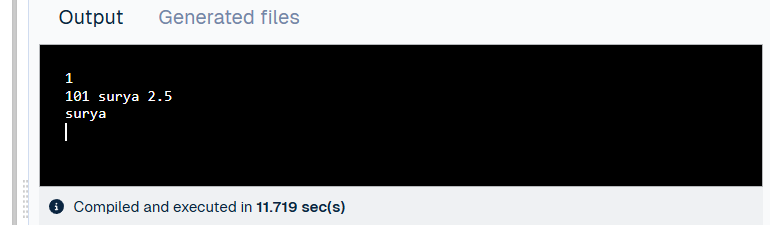 Output Generated files
1
101 surya 2.5
surya
Compiled and executed in 11.719 sec(s)